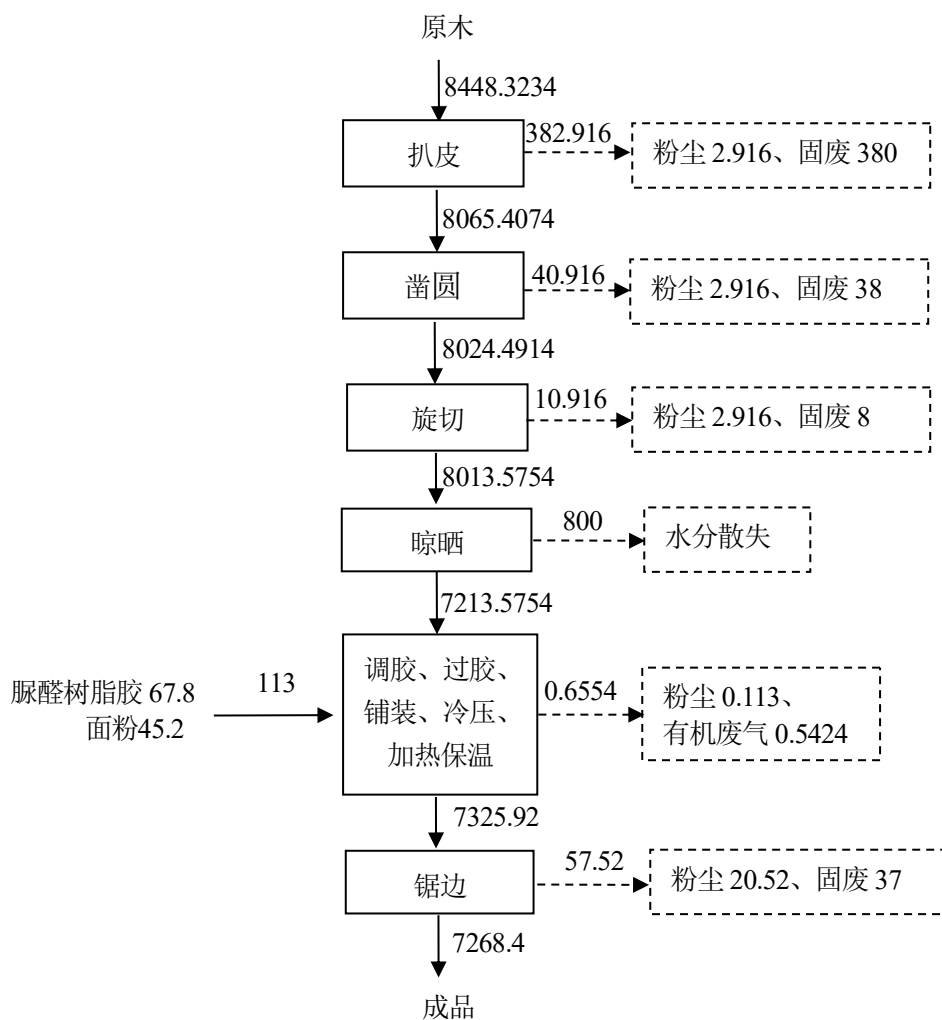 原木
8448.3234
扒皮
382.916
粉尘 2.916、固废 380
8065.4074
凿圆
40.916
粉尘 2.916、固废 38
8024.4914
旋切
10.916
粉尘 2.916、固废 8
8013.5754
晾晒
800
水分散失
7213.5754
脲醛树脂胶 67.8
面粉45.2
113
调胶、过胶、
铺装、冷压、
加热保温
0.6554
粉尘 0.113、
有机废气 0.5424
7325.92
锯边
57.52
粉尘 20.52、固废 37
7268.4
成品